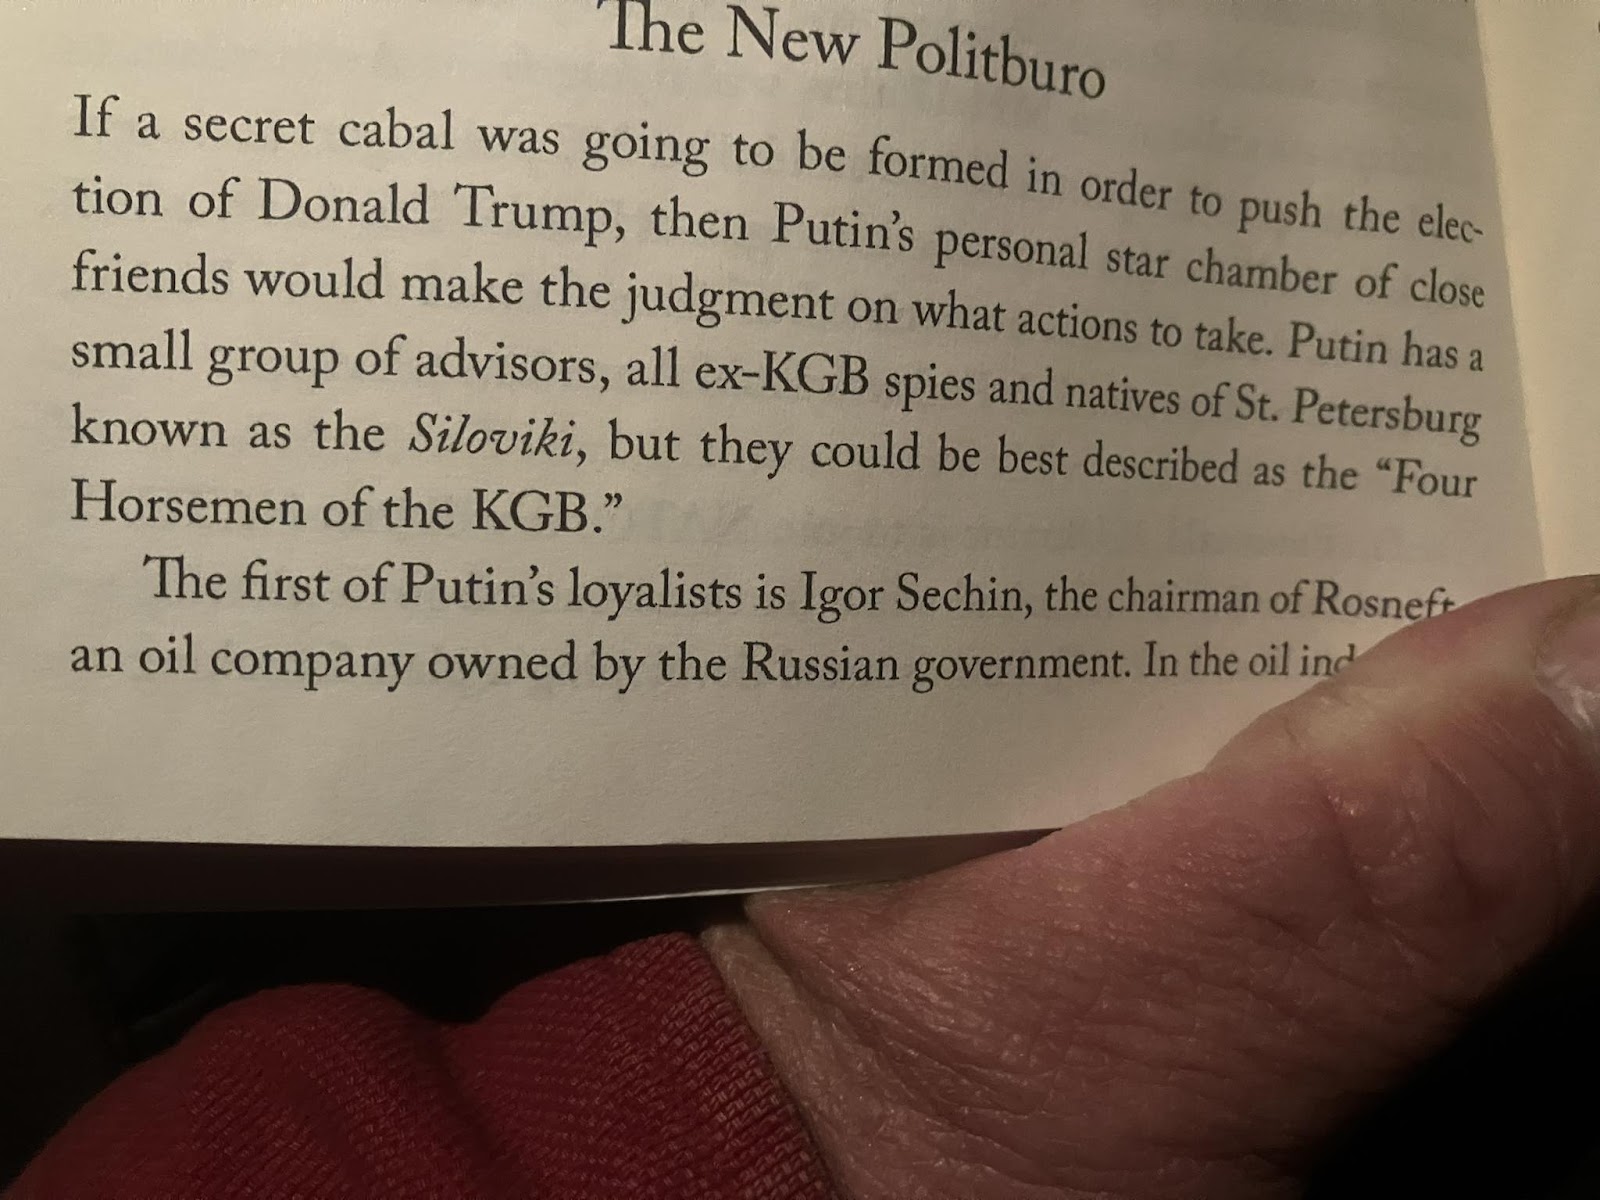 The New Politburo
If a secret cabal was going to be formed in order to push the elec-
tion of Donald Trump, then Putin's personal star chamber of close
friends would make the judgment on what actions to take. Putin has a
small group of advisors, all ex-KGB spies and natives of St. Petersburg
known as the Siloviki, but they could be best described as the “Four
Horsemen of the KGB.”
The first of Putin's loyalists is Igor Sechin, the chairman of Rosneft
an oil company owned by the Russian government. In the oil